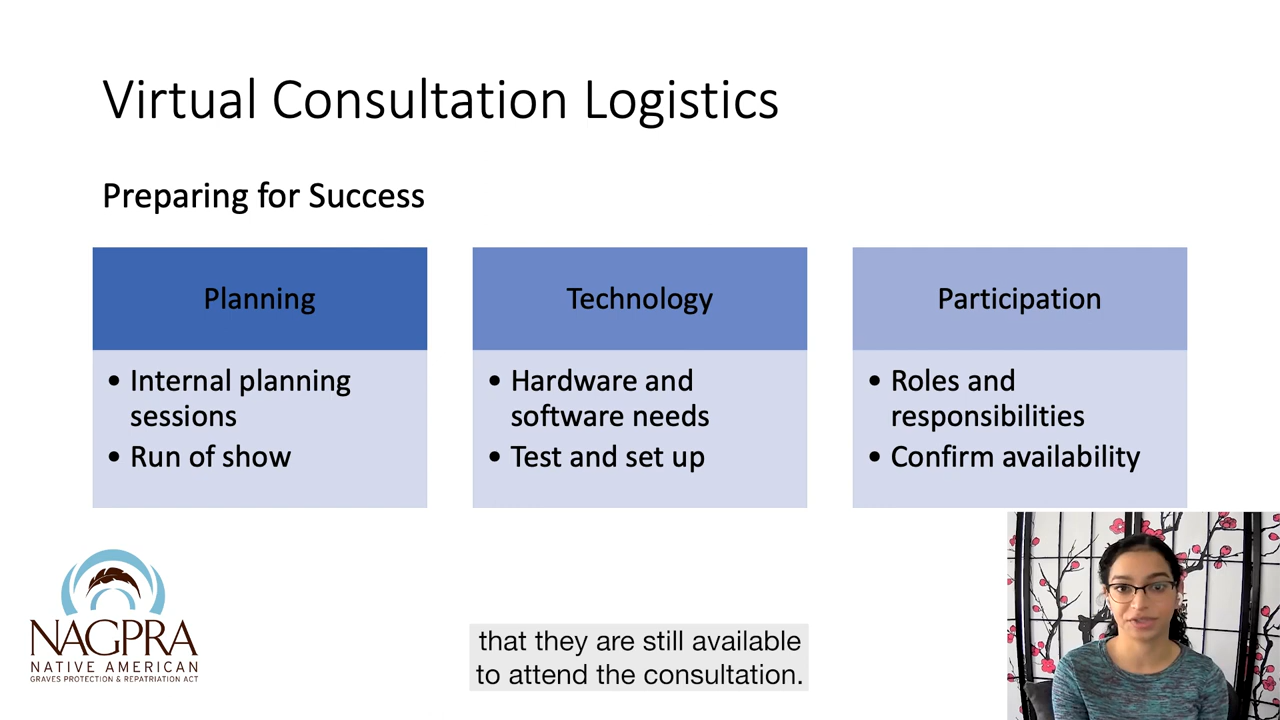 Virtual Consultation Logistics
Preparing for Success
Planning
• Internal planning
sessions
• Run of show
Technology
• Hardware and
software needs
• Test and set up
Participation
• Roles and
responsibilities
• Confirm availability
NAGPRA
NATIVE AMERICAN
GRAVES PROTECTION & REPATRIATION ACT
that they are still available
to attend the consultation.